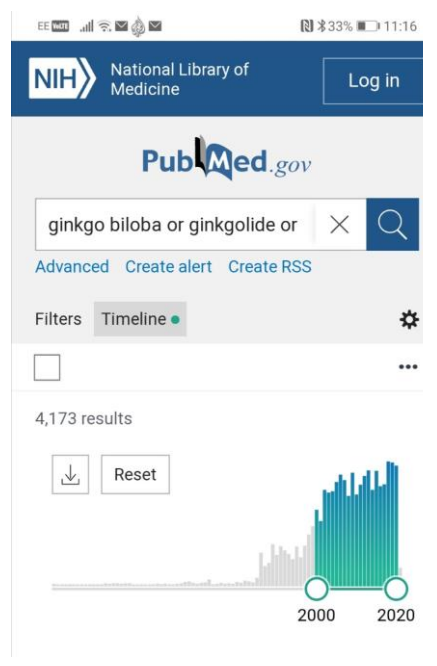 EE VoLTE 33% 11:16
NIH National Library of
Medicine
Log in
PubMed.gov
ginkgo biloba or ginkgolide or
Advanced Create alert Create RSS
Filters Timeline
4,173 results
Reset
2000 2020